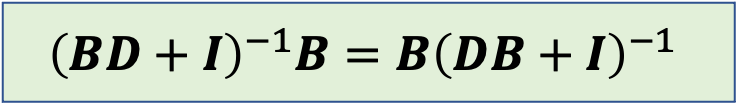 (BD + I)⁻¹B = B(DB + I)⁻¹